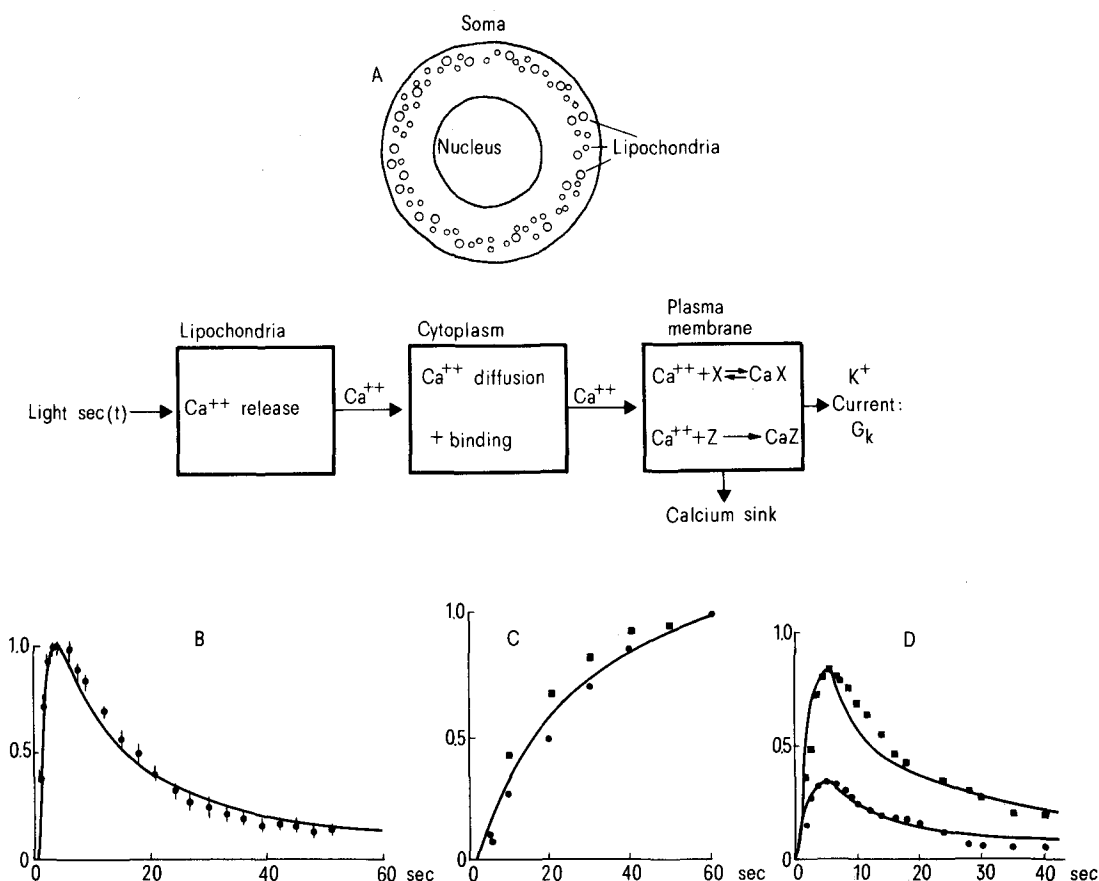 Soma
A
Nucleus
Lipochondria
Lipochondria
Ca++ release
Cytoplasm
Ca++ diffusion
+ binding
Plasma
membrane
Ca++ + X ⇌ CaX
Ca++ + Z → CaZ
Light sec(t)
Ca++
Ca++
K+
Current:
Gk
Calcium sink
B
1.0
0.5
0
0 20 40 60 sec
C
1.0
0.5
0
0 20 40 60 sec
D
1.0
0.5
0
0 10 20 30 40 sec